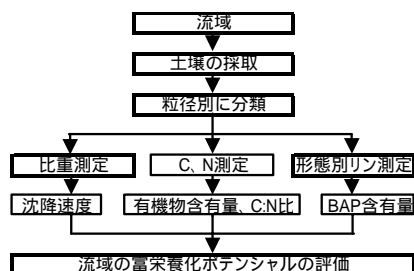 流域
土壌の採取
粒径別に分類
比重測定
C、N測定
形態別リン測定
沈降速度
有機物含有量、C:N比
BAP含有量
流域の富栄養化ポテンシャルの評価